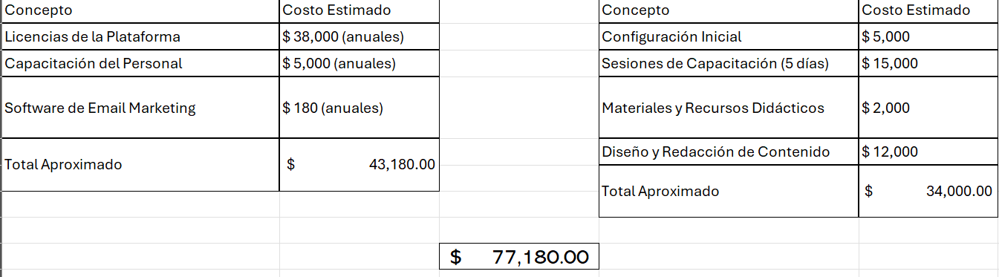 Concepto Costo Estimado
Licencias de la Plataforma $ 38,000 (anuales)
Capacitación del Personal $ 5,000 (anuales)
Software de Email Marketing $ 180 (anuales)
Total Aproximado $ 43,180.00
Concepto Costo Estimado
Configuración Inicial $ 5,000
Sesiones de Capacitación (5 días) $ 15,000
Materiales y Recursos Didácticos $ 2,000
Diseño y Redacción de Contenido $ 12,000
Total Aproximado $ 34,000.00
$ 77,180.00